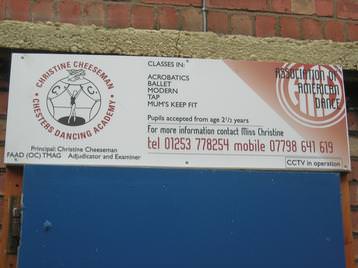 CHRISTINE CHEESEMAN
CHESTERS DANCING ACADEMY
Principal: Christine Cheeseman
FAAD (OC) TMAG Adjudicator and Examiner
CLASSES IN:
ACROBATICS
BALLET
MODERN
TAP
MUM'S KEEP FIT
Pupils accepted from age 2½ years
For more information contact Miss Christine
tel 01253 778254 mobile 07798 641 619
ASSOCIATION OF
AMERICAN
DANCE
CCTV in operation